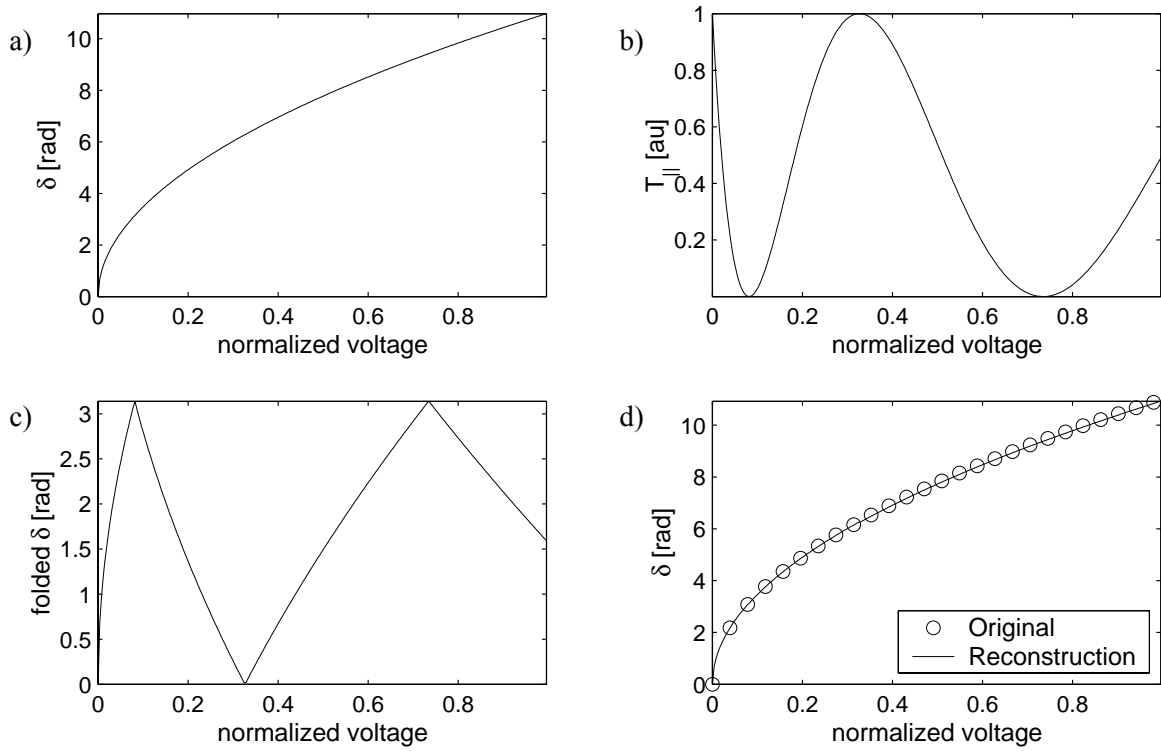 a)
10
8
6
4
2
0
δ [rad]
0 0.2 0.4 0.6 0.8
normalized voltage
b)
1
0.8
0.6
0.4
0.2
T|| [au]
0 0.2 0.4 0.6 0.8
normalized voltage
c)
3
2.5
2
1.5
1
0.5
0
folded δ [rad]
0 0.2 0.4 0.6 0.8
normalized voltage
d)
10
8
6
4
2
0
δ [rad]
Original
Reconstruction
0 0.2 0.4 0.6 0.8
normalized voltage